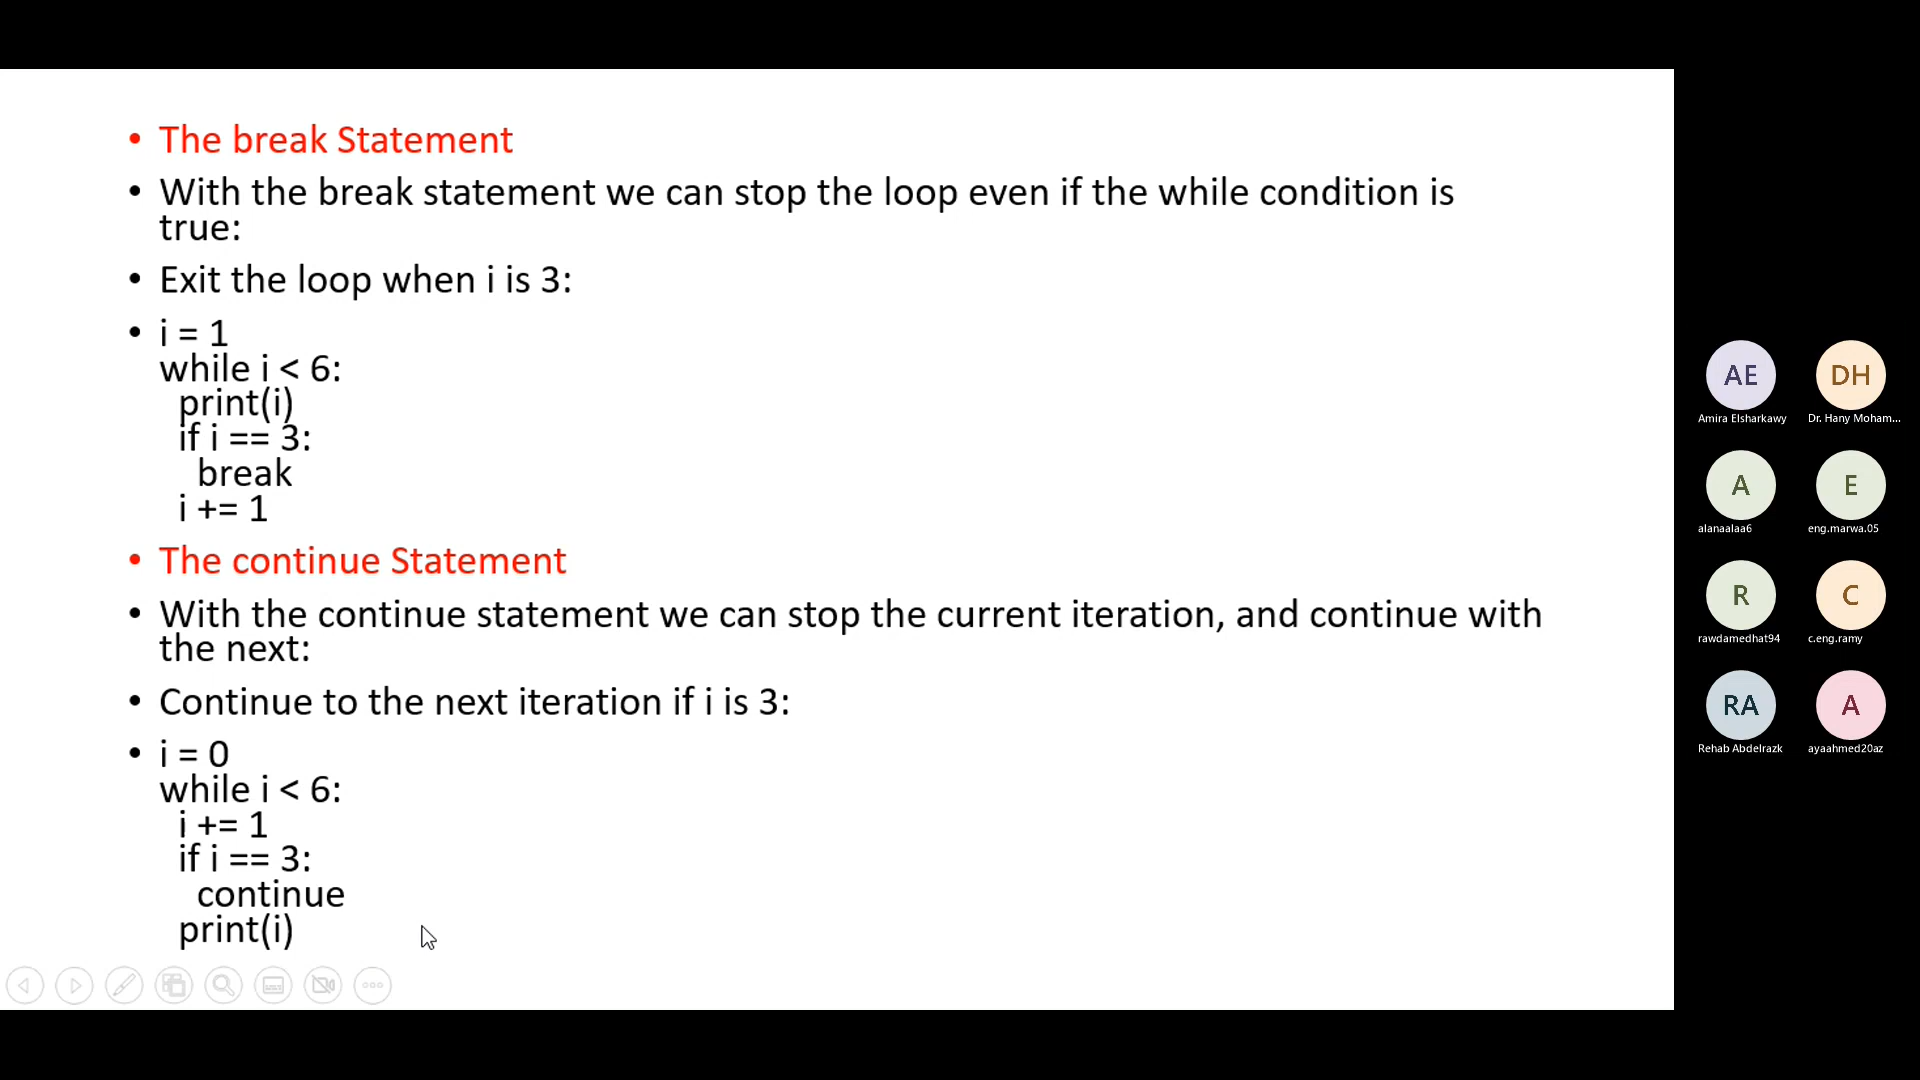 • The break Statement
• With the break statement we can stop the loop even if the while condition is
true:
• Exit the loop when i is 3:
• i = 1
while i < 6:
print(i)
if i == 3:
break
i += 1
• The continue Statement
• With the continue statement we can stop the current iteration, and continue with
the next:
• Continue to the next iteration if i is 3:
• i = 0
while i < 6:
i += 1
if i == 3:
continue
print(i)
AE DH
Amira Elsharkawy Dr. Hany Moham...
A E
alanaalaa6 eng.marwa.05
R C
rawdamedhat94 c.eng.ramy
RA A
Rehab Abdelrazk ayaahmed20az